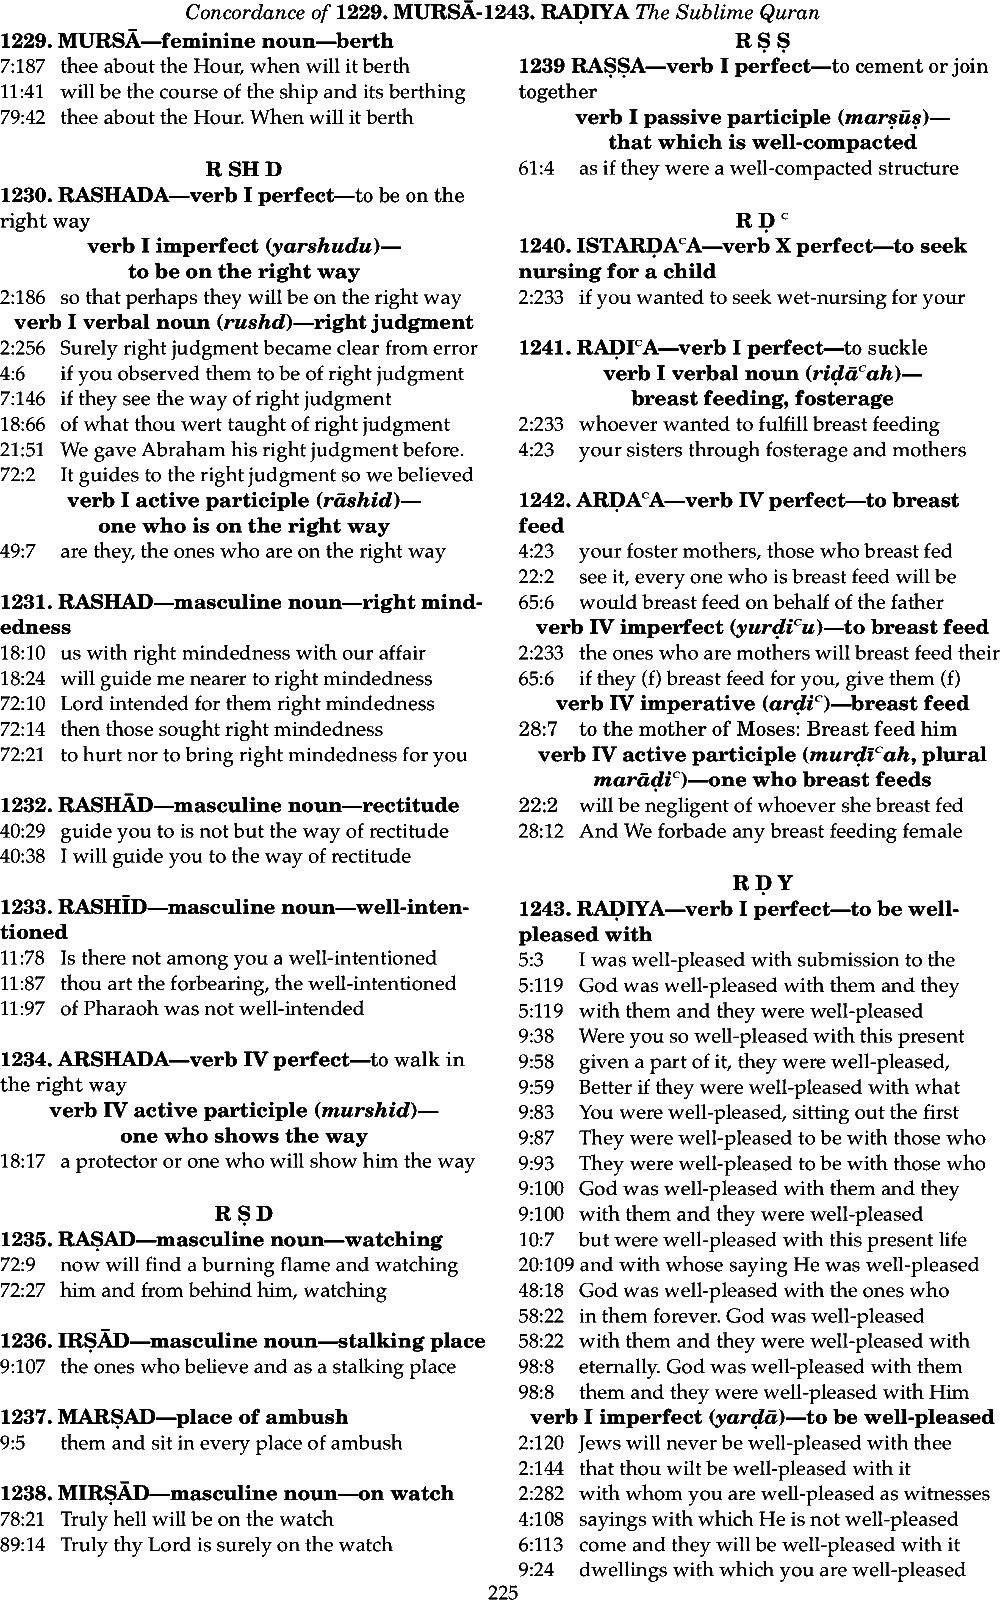 Concordance of 1229. MURSĀ-1243. RAḌIYA The Sublime Quran
1229. MURSĀ—feminine noun—berth
7:187 thee about the Hour, when will it berth
11:41 will be the course of the ship and its berthing
79:42 thee about the Hour. When will it berth
R SH D
1230. RASHADA—verb I perfect—to be on the
right way
verb I imperfect (yarshudu)—
to be on the right way
2:186 so that perhaps they will be on the right way
verb I verbal noun (rushd)—right judgment
2:256 Surely right judgment became clear from error
4:6 if you observed them to be of right judgment
7:146 if they see the way of right judgment
18:66 of what thou wert taught of right judgment
21:51 We gave Abraham his right judgment before.
72:2 It guides to the right judgment so we believed
verb I active participle (rāshid)—
one who is on the right way
49:7 are they, the ones who are on the right way
1231. RASHAD—masculine noun—right mind-
edness
18:10 us with right mindedness with our affair
18:24 will guide me nearer to right mindedness
72:10 Lord intended for them right mindedness
72:14 then those sought right mindedness
72:21 to hurt nor to bring right mindedness for you
1232. RASHĀD—masculine noun—rectitude
40:29 guide you to is not but the way of rectitude
40:38 I will guide you to the way of rectitude
1233. RASHĪD—masculine noun—well-inten-
tioned
11:78 Is there not among you a well-intentioned
11:87 thou art the forbearing, the well-intentioned
11:97 of Pharaoh was not well-intended
1234. ARSHADA—verb IV perfect—to walk in
the right way
verb IV active participle (murshid)—
one who shows the way
18:17 a protector or one who will show him the way
R Ṣ D
1235. RAṢAD—masculine noun—watching
72:9 now will find a burning flame and watching
72:27 him and from behind him, watching
1236. IRṢĀD—masculine noun—stalking place
9:107 the ones who believe and as a stalking place
1237. MARṢAD—place of ambush
9:5 them and sit in every place of ambush
1238. MIRṢĀD—masculine noun—on watch
78:21 Truly hell will be on the watch
89:14 Truly thy Lord is surely on the watch
R Ṣ Ṣ
1239 RAṢṢA—verb I perfect—to cement or join
together
verb I passive participle (marṣūṣ)—
that which is well-compacted
61:4 as if they were a well-compacted structure
R Ḍ ᶜ
1240. ISTARḌAᶜA—verb X perfect—to seek
nursing for a child
2:233 if you wanted to seek wet-nursing for your
1241. RAḌIᶜA—verb I perfect—to suckle
verb I verbal noun (riḍāᶜah)—
breast feeding, fosterage
2:233 whoever wanted to fulfill breast feeding
4:23 your sisters through fosterage and mothers
1242. ARḌAᶜA—verb IV perfect—to breast
feed
4:23 your foster mothers, those who breast fed
22:2 see it, every one who is breast feed will be
65:6 would breast feed on behalf of the father
verb IV imperfect (yurḍiᶜu)—to breast feed
2:233 the ones who are mothers will breast feed their
65:6 if they (f) breast feed for you, give them (f)
verb IV imperative (arḍiᶜ)—breast feed
28:7 to the mother of Moses: Breast feed him
verb IV active participle (murḍīᶜah, plural
marāḍiᶜ)—one who breast feeds
22:2 will be negligent of whoever she breast fed
28:12 And We forbade any breast feeding female
R Ḍ Y
1243. RAḌIYA—verb I perfect—to be well-
pleased with
5:3 I was well-pleased with submission to the
5:119 God was well-pleased with them and they
5:119 with them and they were well-pleased
9:38 Were you so well-pleased with this present
9:58 given a part of it, they were well-pleased,
9:59 Better if they were well-pleased with what
9:83 You were well-pleased, sitting out the first
9:87 They were well-pleased to be with those who
9:93 They were well-pleased to be with those who
9:100 God was well-pleased with them and they
9:100 with them and they were well-pleased
10:7 but were well-pleased with this present life
20:109 and with whose saying He was well-pleased
48:18 God was well-pleased with the ones who
58:22 in them forever. God was well-pleased
58:22 with them and they were well-pleased with
98:8 eternally. God was well-pleased with them
98:8 them and they were well-pleased with Him
verb I imperfect (yarḍā)—to be well-pleased
2:120 Jews will never be well-pleased with thee
2:144 that thou wilt be well-pleased with it
2:282 with whom you are well-pleased as witnesses
4:108 sayings with which He is not well-pleased
6:113 come and they will be well-pleased with it
9:24 dwellings with which you are well-pleased
225